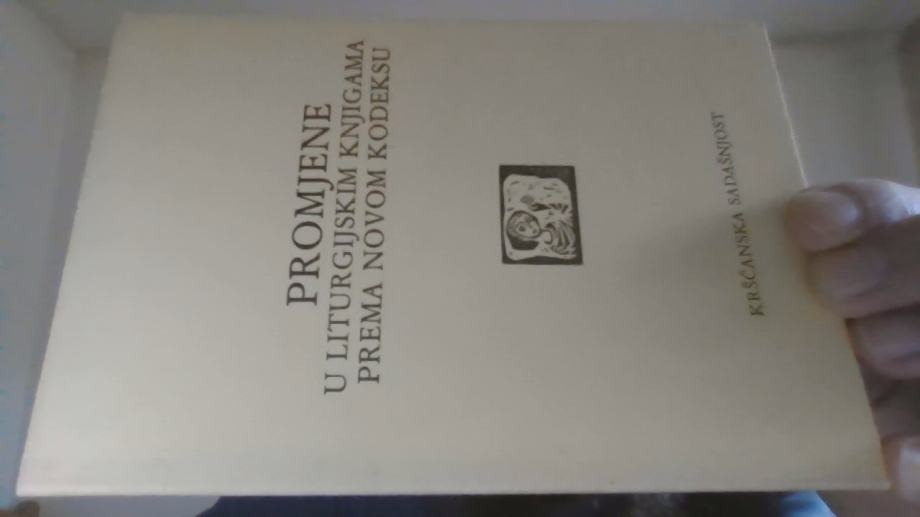 PROMJENE
U LITURGIJSKIM KNJIGAMA
PREMA NOVOM KODEKSU
KRŠĆANSKA SADAŠNJOST